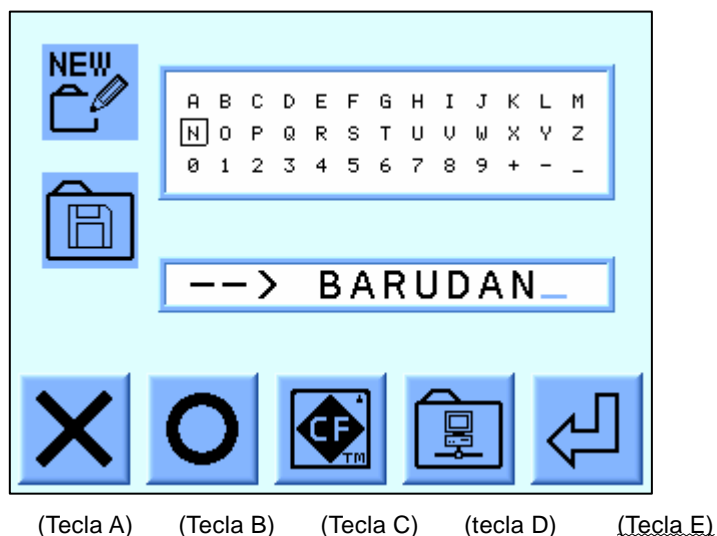 NEW
A B C D E F G H I J K L M
N O P Q R S T U V W X Y Z
0 1 2 3 4 5 6 7 8 9 + - _
--> BARUDAN_
CF
TM
(Tecla A) (Tecla B) (Tecla C) (tecla D) (Tecla E)